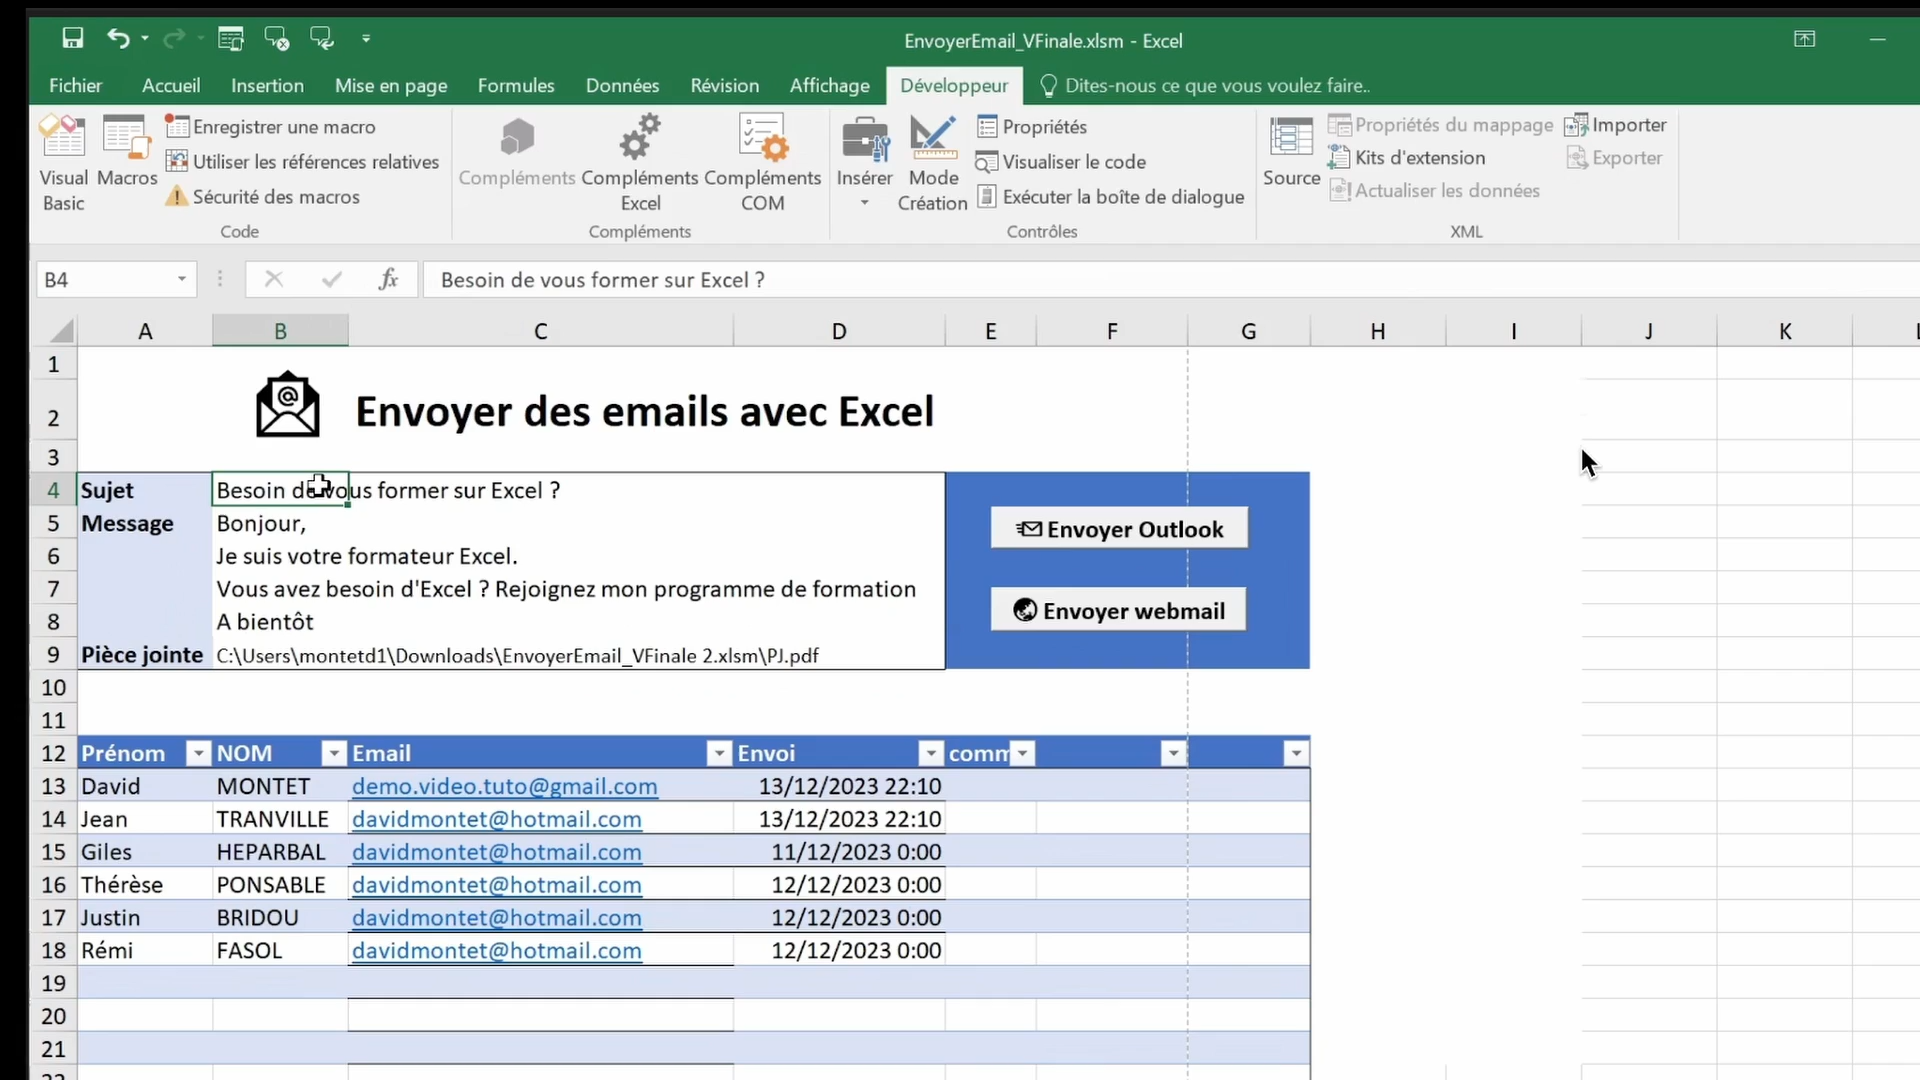 EnvoyerEmail_VFinale.xlsm - Excel
Fichier Accueil Insertion Mise en page Formules Données Révision Affichage Développeur Dites-nous ce que vous voulez faire..
Visual Basic
Macros
Enregistrer une macro
Utiliser les références relatives
Sécurité des macros
Code
Compléments
Compléments Excel
Compléments COM
Compléments
Insérer
Mode Création
Propriétés
Visualiser le code
Exécuter la boîte de dialogue
Contrôles
Source
Propriétés du mappage
Kits d'extension
Actualiser les données
Importer
Exporter
XML
B4 fx Besoin de vous former sur Excel ?
A B C D E F G H I J K L
1
2 @ Envoyer des emails avec Excel
3
4 Sujet Besoin de vous former sur Excel ?
5 Message Bonjour, Envoyer Outlook
6 Je suis votre formateur Excel.
7 Vous avez besoin d'Excel ? Rejoignez mon programme de formation
8 A bientôt Envoyer webmail
9 Pièce jointe C:\Users\montetd1\Downloads\EnvoyerEmail_VFinale 2.xlsm\PJ.pdf
10
11
12 Prénom NOM Email Envoi comm
13 David MONTET demo.video.tuto@gmail.com 13/12/2023 22:10
14 Jean TRANVILLE davidmontet@hotmail.com 13/12/2023 22:10
15 Giles HEPARBAL davidmontet@hotmail.com 11/12/2023 0:00
16 Thérèse PONSABLE davidmontet@hotmail.com 12/12/2023 0:00
17 Justin BRIDOU davidmontet@hotmail.com 12/12/2023 0:00
18 Rémi FASOL davidmontet@hotmail.com 12/12/2023 0:00
19
20
21